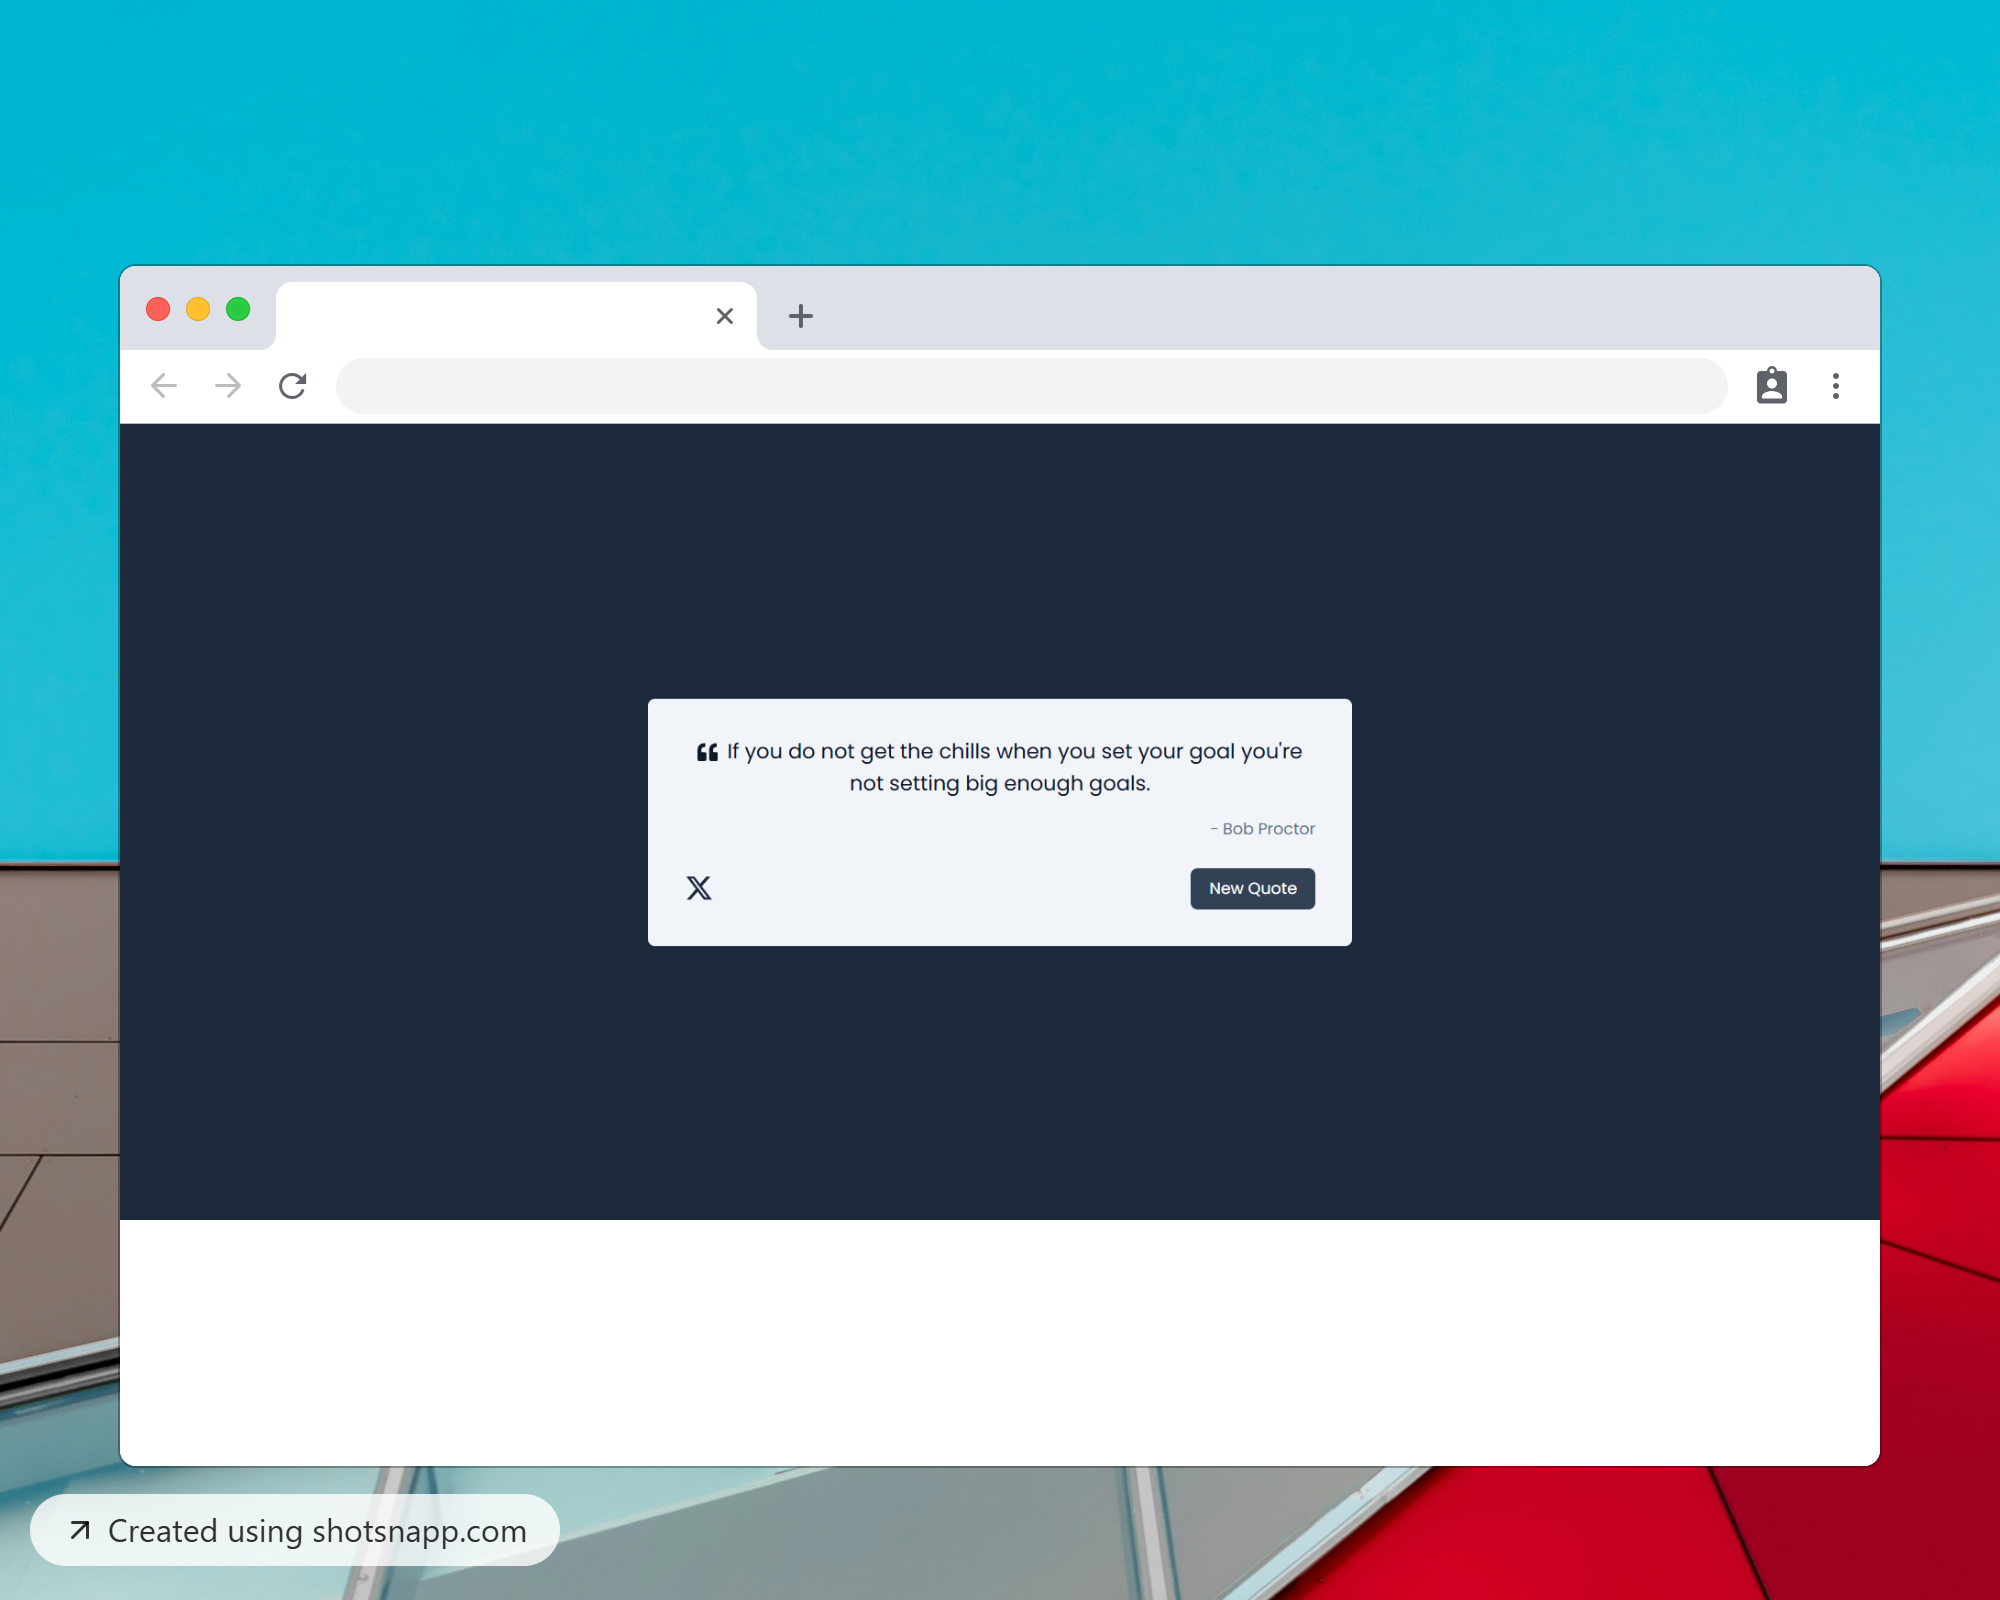 If you do not get the chills when you set your goal you're
not setting big enough goals.
- Bob Proctor
New Quote
Created using shotsnapp.com